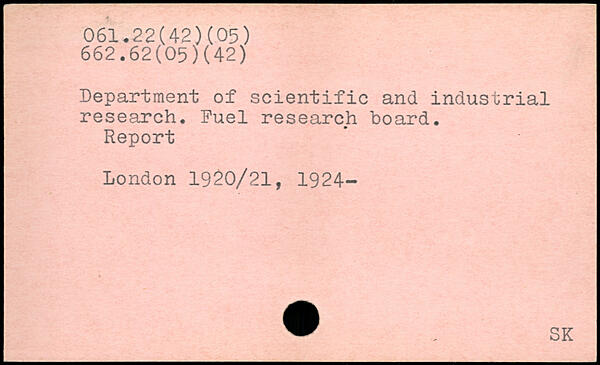 061.22(42)(05)
662.62(05)(42)
Department of scientific and industrial
research. Fuel research board.
Report
London 1920/21, 1924-
SK